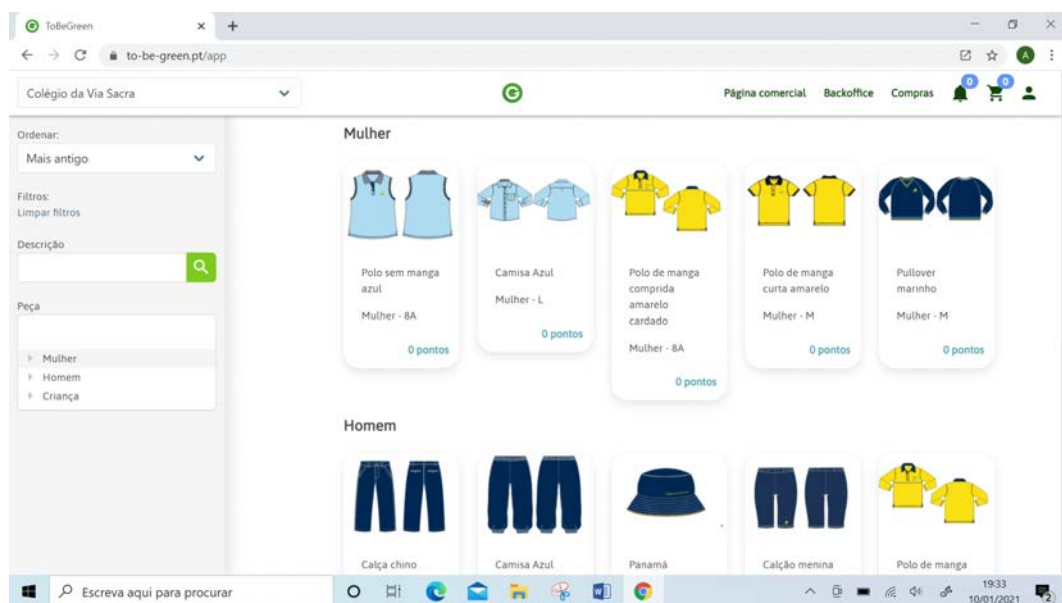 ToBeGreen
to-be-green.pt/app
A
Colégio da Via Sacra
Página comercial Backoffice Compras 0 0
Ordenar:
Mais antigo
Filtros:
Limpar filtros
Descrição
Peça
Mulher
Homem
Criança
Mulher
Polo sem manga
azul
Mulher - 8A
0 pontos
Camisa Azul
Mulher - L
0 pontos
Polo de manga
comprida
amarelo
cardado
Mulher - 8A
0 pontos
Polo de manga
curta amarelo
Mulher - M
0 pontos
Pullover
marinho
Mulher - M
0 pontos
Homem
Calça chino
Camisa Azul
Panamá
Calção menina
Polo de manga
Escreva aqui para procurar
19:33
10/01/2021
2